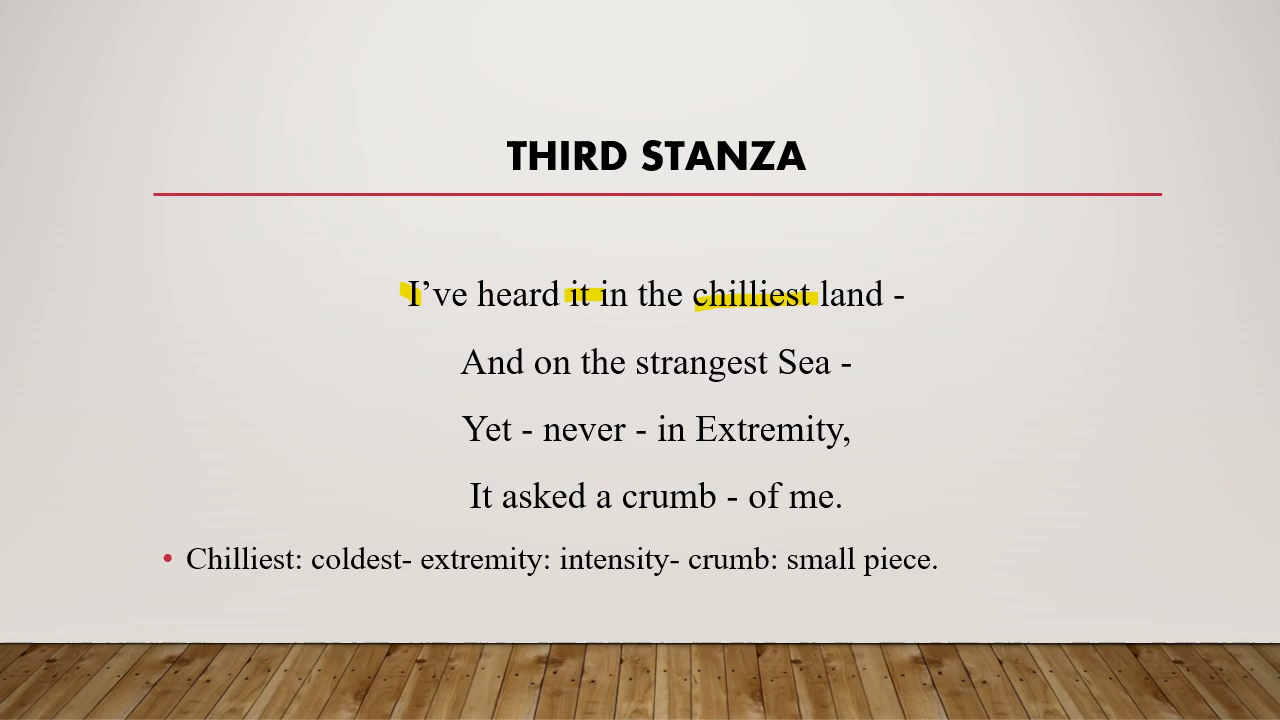 THIRD STANZA
I’ve heard it in the chilliest land -
And on the strangest Sea -
Yet - never - in Extremity,
It asked a crumb - of me.
• Chilliest: coldest- extremity: intensity- crumb: small piece.